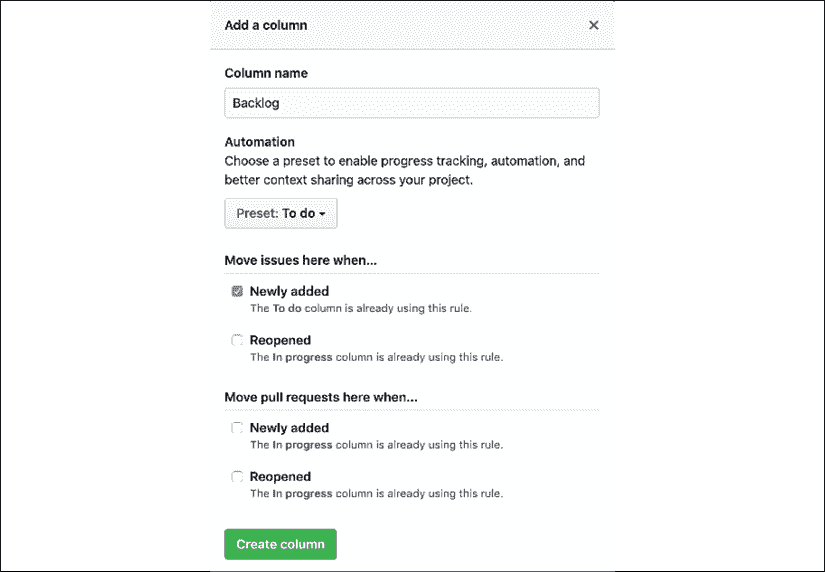 Add a column
Column name
Backlog
Automation
Choose a preset to enable progress tracking, automation, and
better context sharing across your project.
Preset: To do
Move issues here when...
Newly added
The To do column is already using this rule.
Reopened
The In progress column is already using this rule.
Move pull requests here when...
Newly added
The In progress column is already using this rule.
Reopened
The In progress column is already using this rule.
Create column